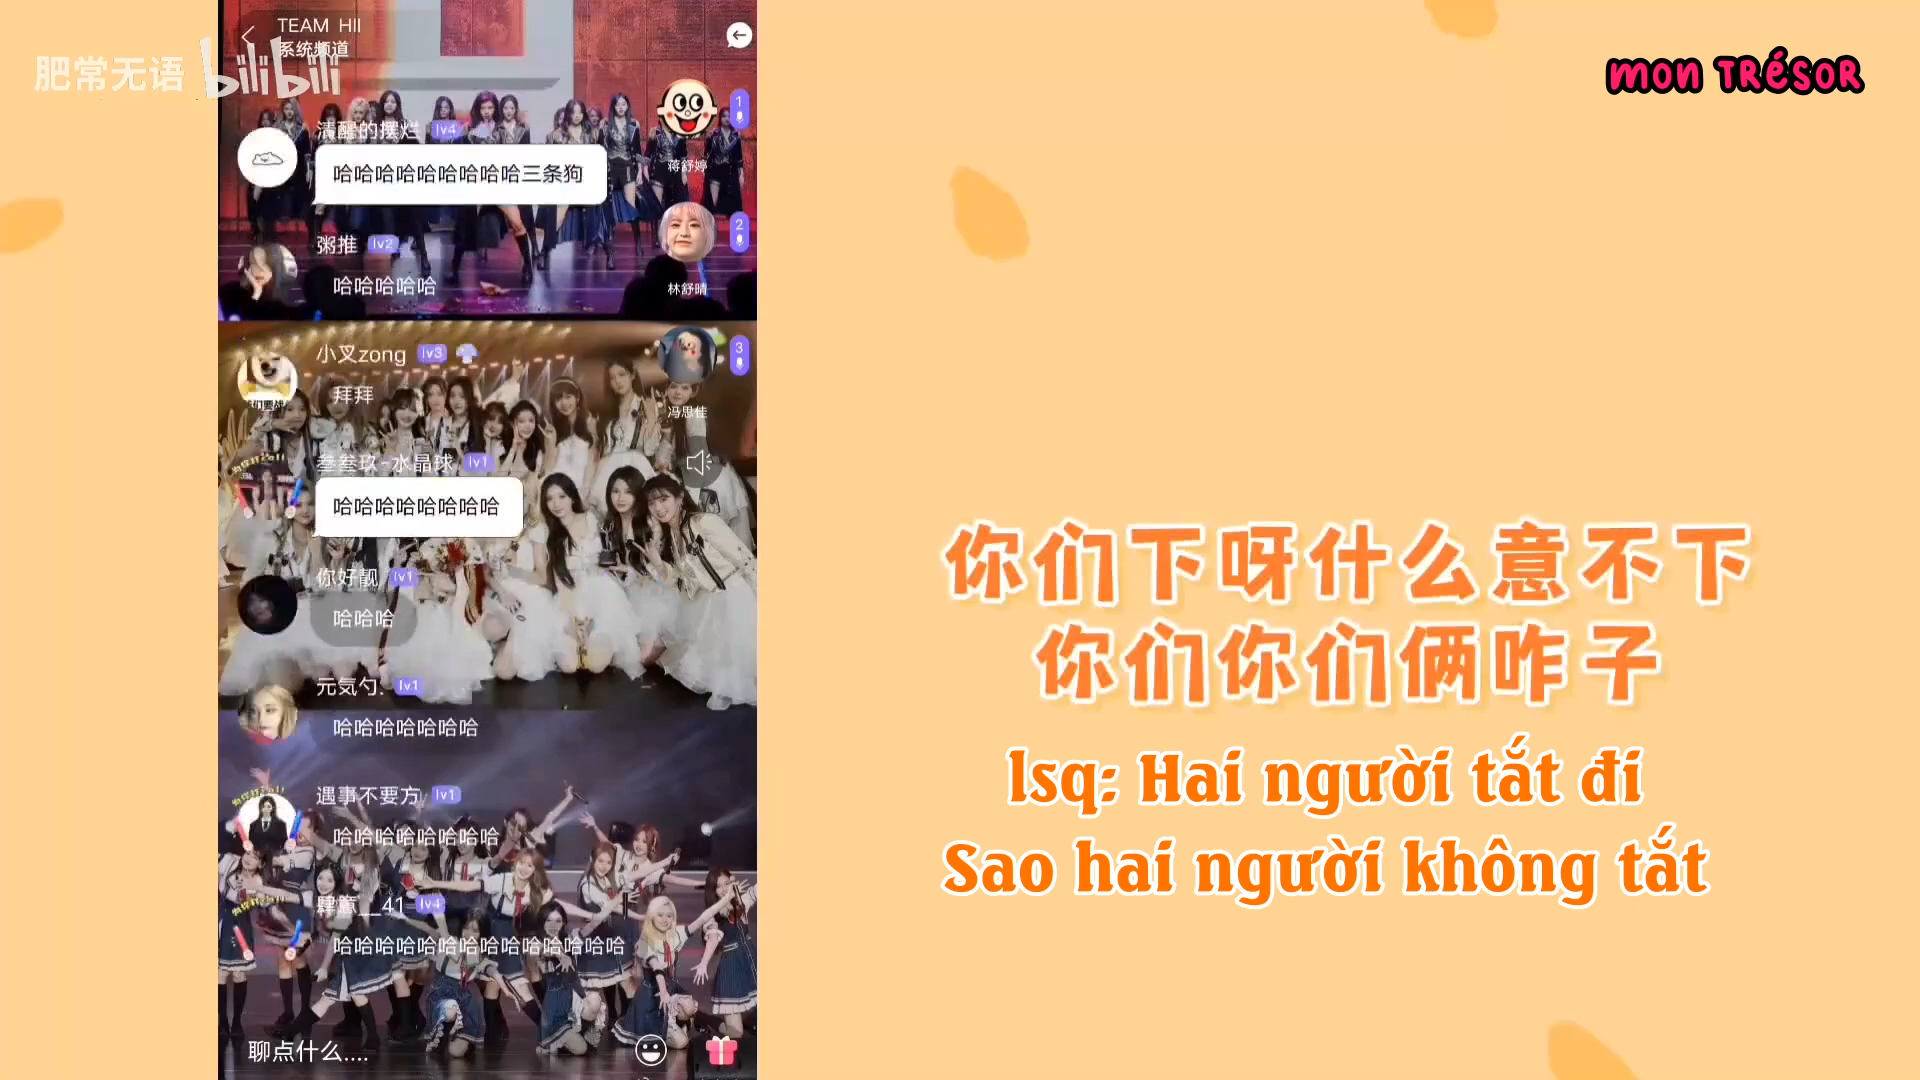 肥常无语 bilibili
TEAM HII
系统频道
mon TRéSOR
清醒的摆烂 lv4
哈哈哈哈哈哈哈哈哈三条狗
1
蒋舒婷
粥推 lv2
哈哈哈哈哈
2
林舒晴
小叉zong lv3
拜拜
3
冯思佳
叁叁玖-水晶球 lv1
哈哈哈哈哈哈哈哈
你好靓 lv1
哈哈哈
元気勺. lv1
哈哈哈哈哈哈哈
遇事不要方 lv1
哈哈哈哈哈哈哈哈
肆意__41 lv4
哈哈哈哈哈哈哈哈哈哈哈哈哈哈
聊点什么....
你们下呀什么意不下
你们你们俩咋子
lsq: Hai người tắt đi
Sao hai người không tắt